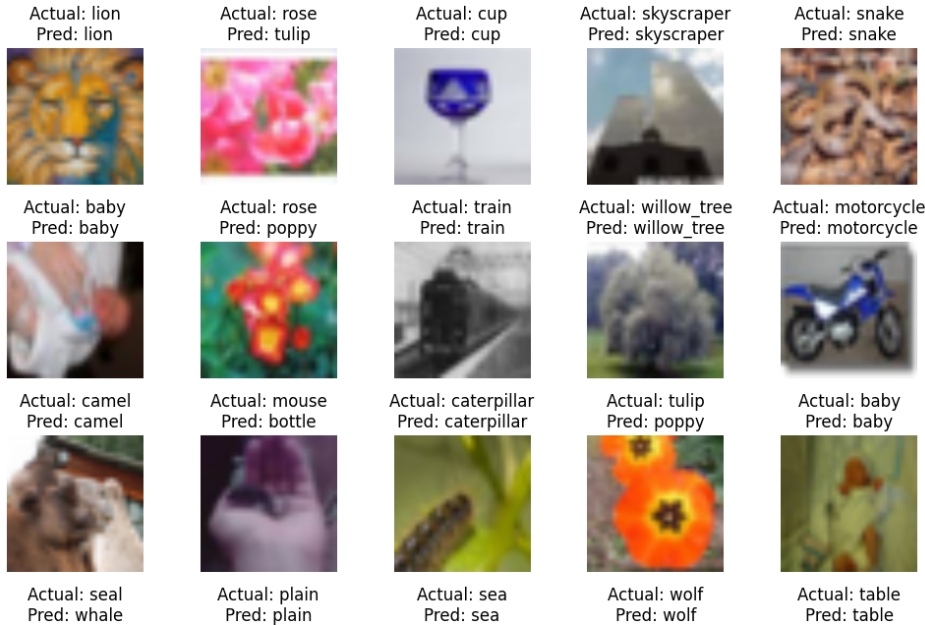 Actual: lion
Pred: lion
Actual: rose
Pred: tulip
Actual: cup
Pred: cup
Actual: skyscraper
Pred: skyscraper
Actual: snake
Pred: snake
Actual: baby
Pred: baby
Actual: rose
Pred: poppy
Actual: train
Pred: train
Actual: willow_tree
Pred: willow_tree
Actual: motorcycle
Pred: motorcycle
Actual: camel
Pred: camel
Actual: mouse
Pred: bottle
Actual: caterpillar
Pred: caterpillar
Actual: tulip
Pred: poppy
Actual: baby
Pred: baby
Actual: seal
Pred: whale
Actual: plain
Pred: plain
Actual: sea
Pred: sea
Actual: wolf
Pred: wolf
Actual: table
Pred: table